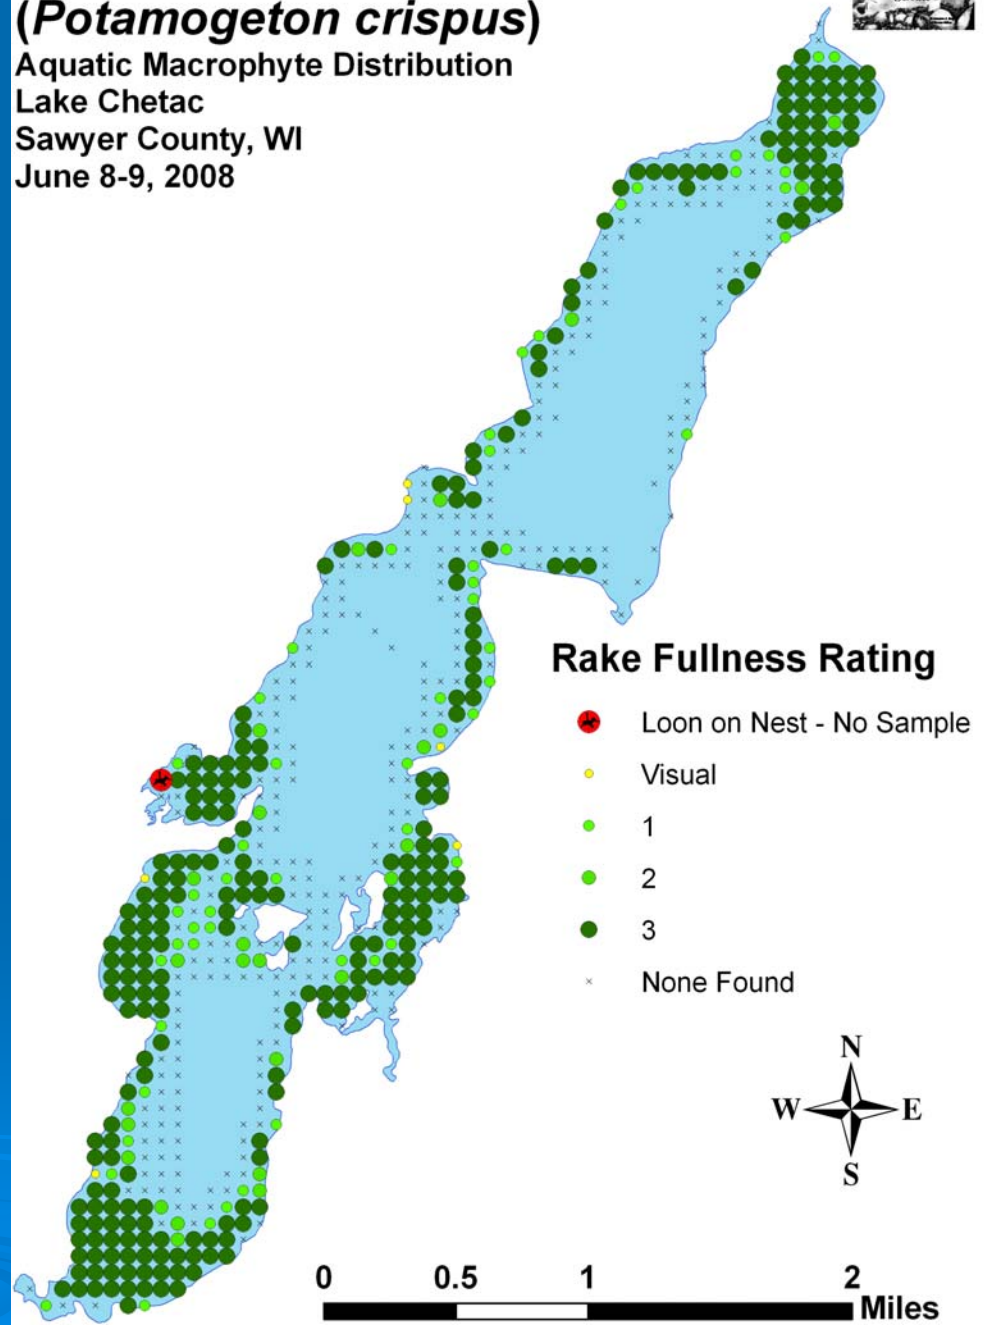 (Potamogeton crispus)
Aquatic Macrophyte Distribution
Lake Chetac
Sawyer County, WI
June 8-9, 2008
Rake Fullness Rating
Loon on Nest - No Sample
Visual
1
2
3
None Found
N
W E
S
0 0.5 1 2
Miles